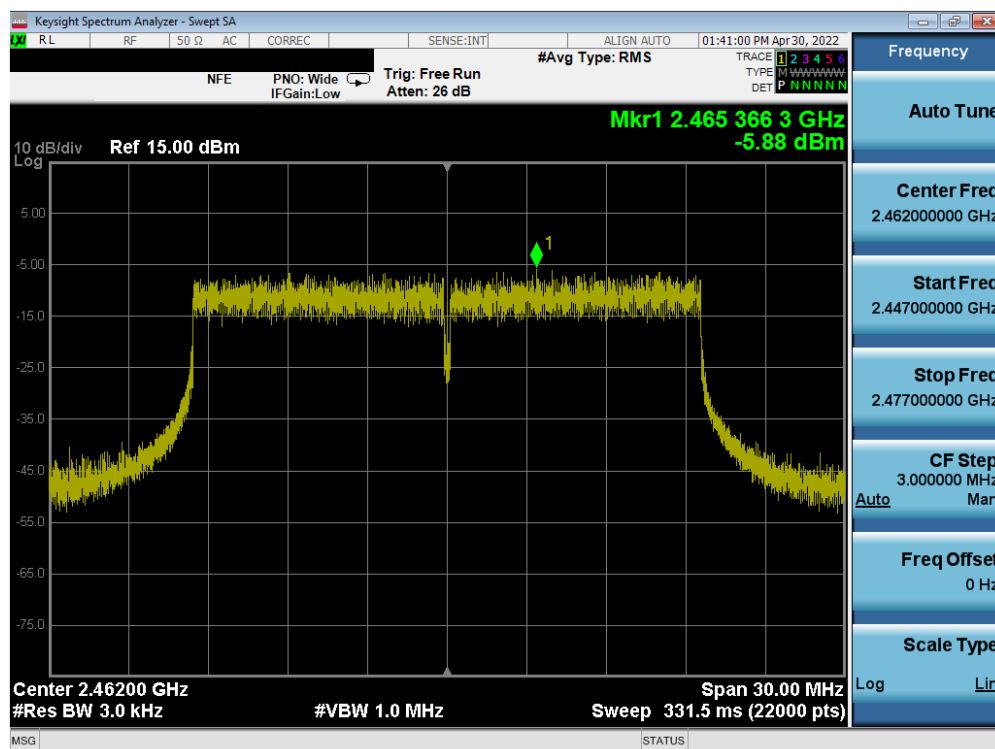 Keysight Spectrum Analyzer - Swept SA
LXI RL RF 50 Ω AC CORREC SENSE:INT ALIGN AUTO 01:41:00 PM Apr 30, 2022
NFE
PNO: Wide
IFGain:Low
Trig: Free Run
Atten: 26 dB
#Avg Type: RMS
TRACE 1 2 3 4 5 6
TYPE M WWWWW
DET P N N N N N
Mkr1 2.465 366 3 GHz
-5.88 dBm
10 dB/div Ref 15.00 dBm
Log
1
5.00
-5.00
-15.0
-25.0
-35.0
-45.0
-55.0
-65.0
-75.0
Center 2.46200 GHz Span 30.00 MHz
#Res BW 3.0 kHz #VBW 1.0 MHz Sweep 331.5 ms (22000 pts)
MSG STATUS
Frequency
Auto Tune
Center Freq
2.462000000 GHz
Start Freq
2.447000000 GHz
Stop Freq
2.477000000 GHz
CF Step
3.000000 MHz
Auto Man
Freq Offset
0 Hz
Scale Type
Log Lin